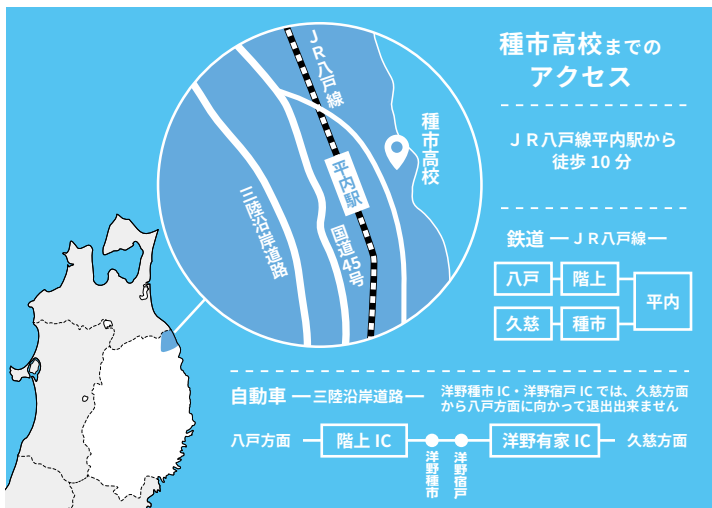 種市高校までの
アクセス
ＪＲ八戸線平内駅から
徒歩 10 分
ＪＲ八戸線
種市高校
平内駅
三陸沿岸道路
国道45号
鉄道 ― ＪＲ八戸線―
八戸
階上
平内
久慈
種市
自動車 ―三陸沿岸道路―
洋野種市 IC・洋野宿戸 IC では、久慈方面
から八戸方面に向かって退出出来ません
八戸方面
階上 IC
洋野種市
洋野宿戸
洋野有家 IC
久慈方面